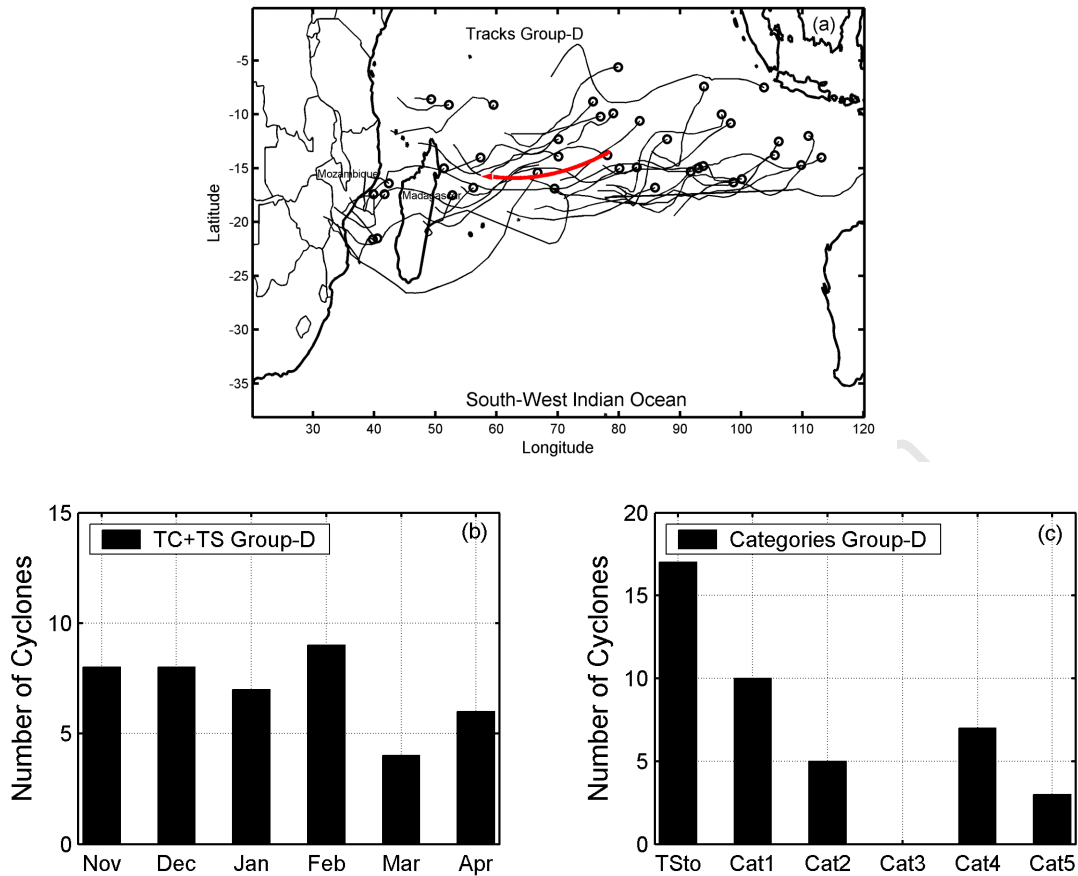 Tracks Group-D
(a)
-5
-10
-15
-20
-25
-30
-35
Latitude
Mozambique
Madagascar
South-West Indian Ocean
30 40 50 60 70 80 90 100 110 120
Longitude
15
10
5
0
Number of Cyclones
TC+TS Group-D
(b)
Nov Dec Jan Feb Mar Apr
20
15
10
5
0
Number of Cyclones
Categories Group-D
(c)
TSto Cat1 Cat2 Cat3 Cat4 Cat5